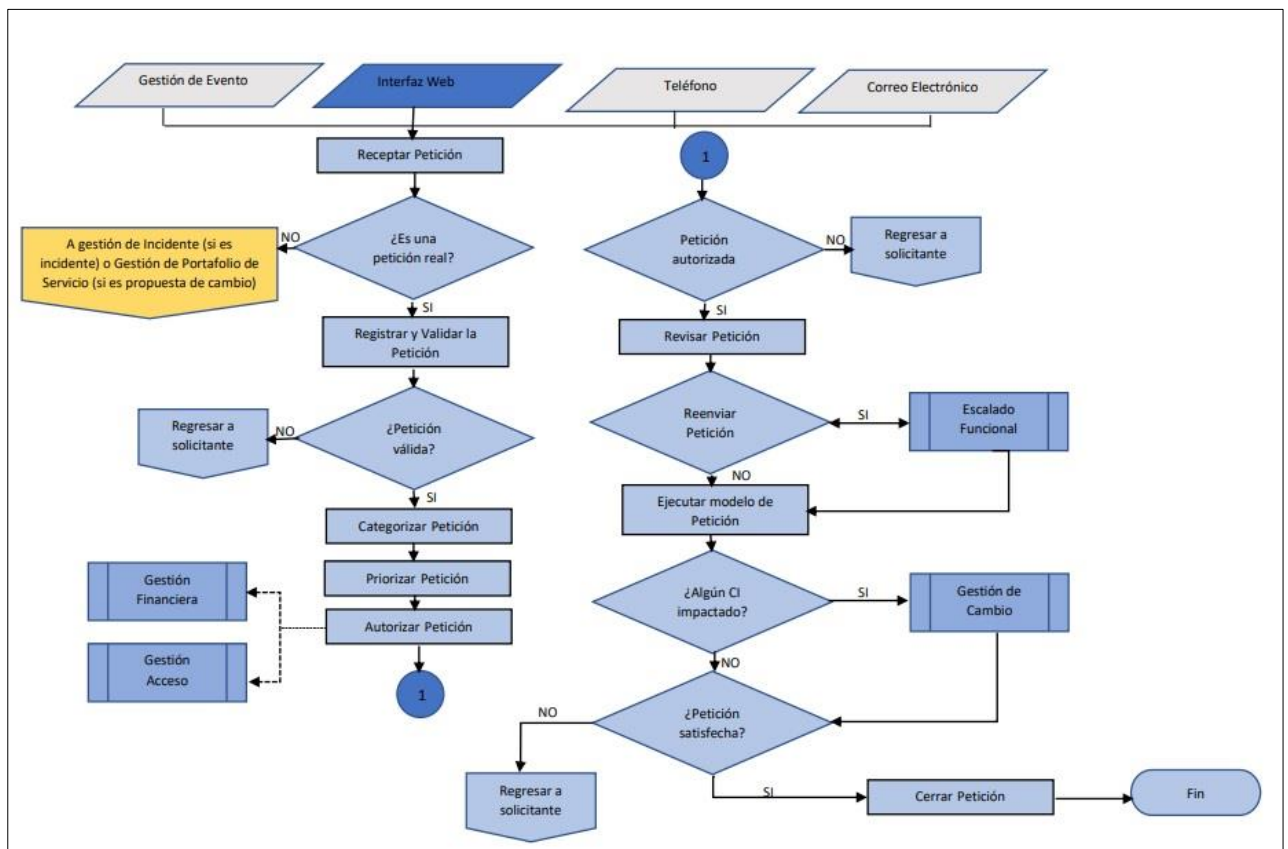 Gestión de Evento
Interfaz Web
Teléfono
Correo Electrónico
Receptar Petición
¿Es una
petición real?
NO
A gestión de Incidente (si es
incidente) o Gestión de Portafolio de
Servicio (si es propuesta de cambio)
SI
Registrar y Validar la
Petición
¿Petición
válida?
NO
Regresar a
solicitante
SI
Categorizar Petición
Priorizar Petición
Autorizar Petición
Gestión
Financiera
Gestión
Acceso
1
1
Petición
autorizada
NO
Regresar a
solicitante
SI
Revisar Petición
Reenviar
Petición
SI
Escalado
Funcional
NO
Ejecutar modelo de
Petición
¿Algún CI
impactado?
SI
Gestión de
Cambio
NO
¿Petición
satisfecha?
NO
Regresar a
solicitante
SI
Cerrar Petición
Fin